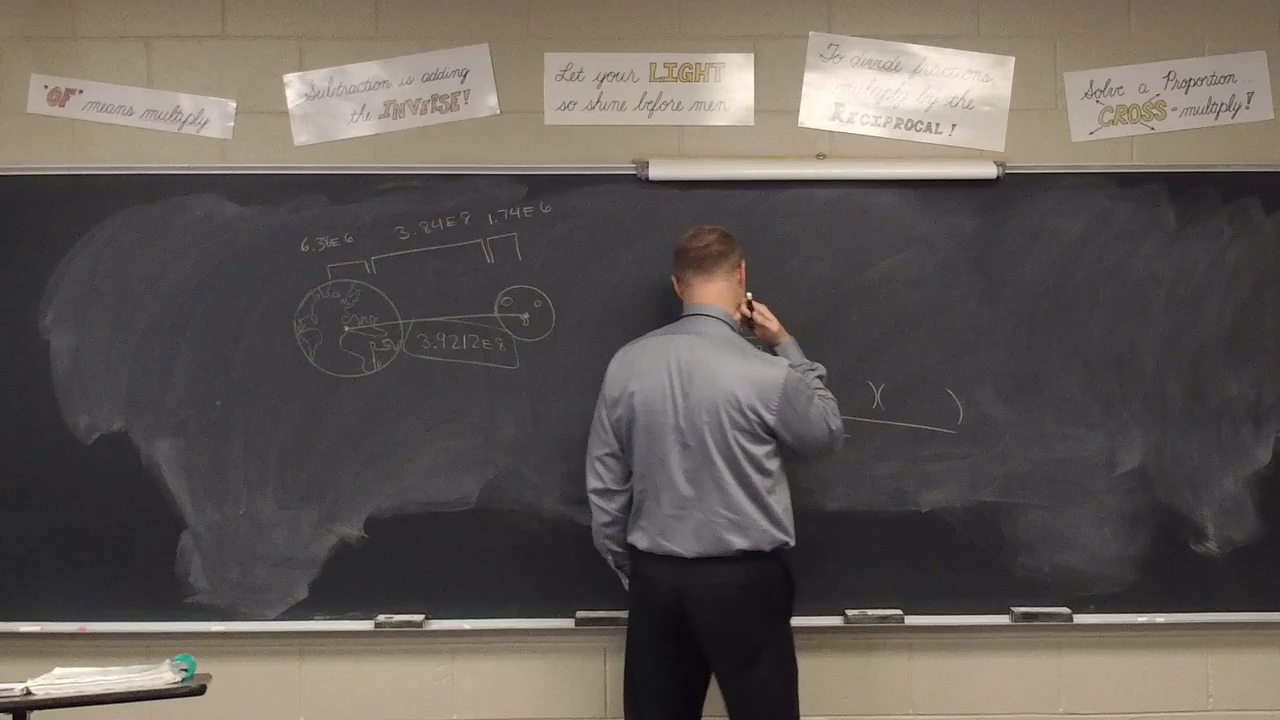 "OF" means multiply
Subtraction is adding
the INVERSE!
Let your LIGHT
so shine before men
To divide fractions,
multiply by the
RECIPROCAL!
Solve a Proportion...
CROSS-multiply!
6.38E6
3.84E8
1.74E6
3.9212E8
)( )